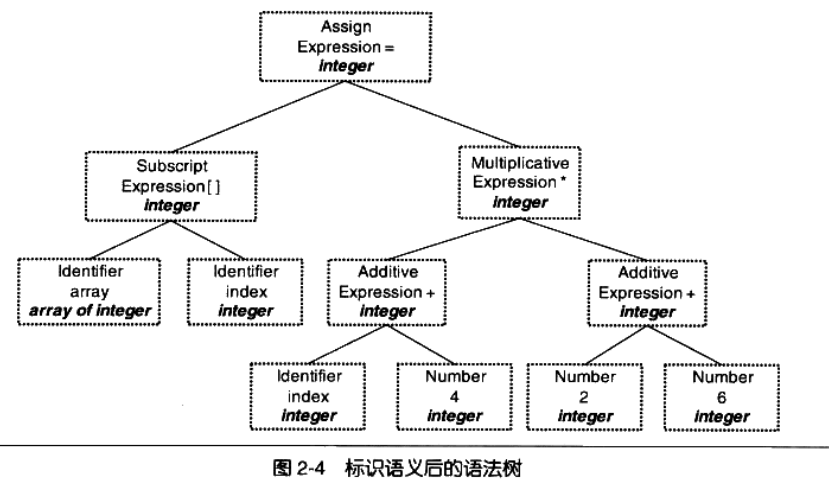 Assign
Expression =
integer
Subscript
Expression[ ]
integer
Multiplicative
Expression *
integer
Identifier
array
array of integer
Identifier
index
integer
Additive
Expression +
integer
Additive
Expression +
integer
Identifier
index
integer
Number
4
integer
Number
2
integer
Number
6
integer
图 2-4 标识语义后的语法树